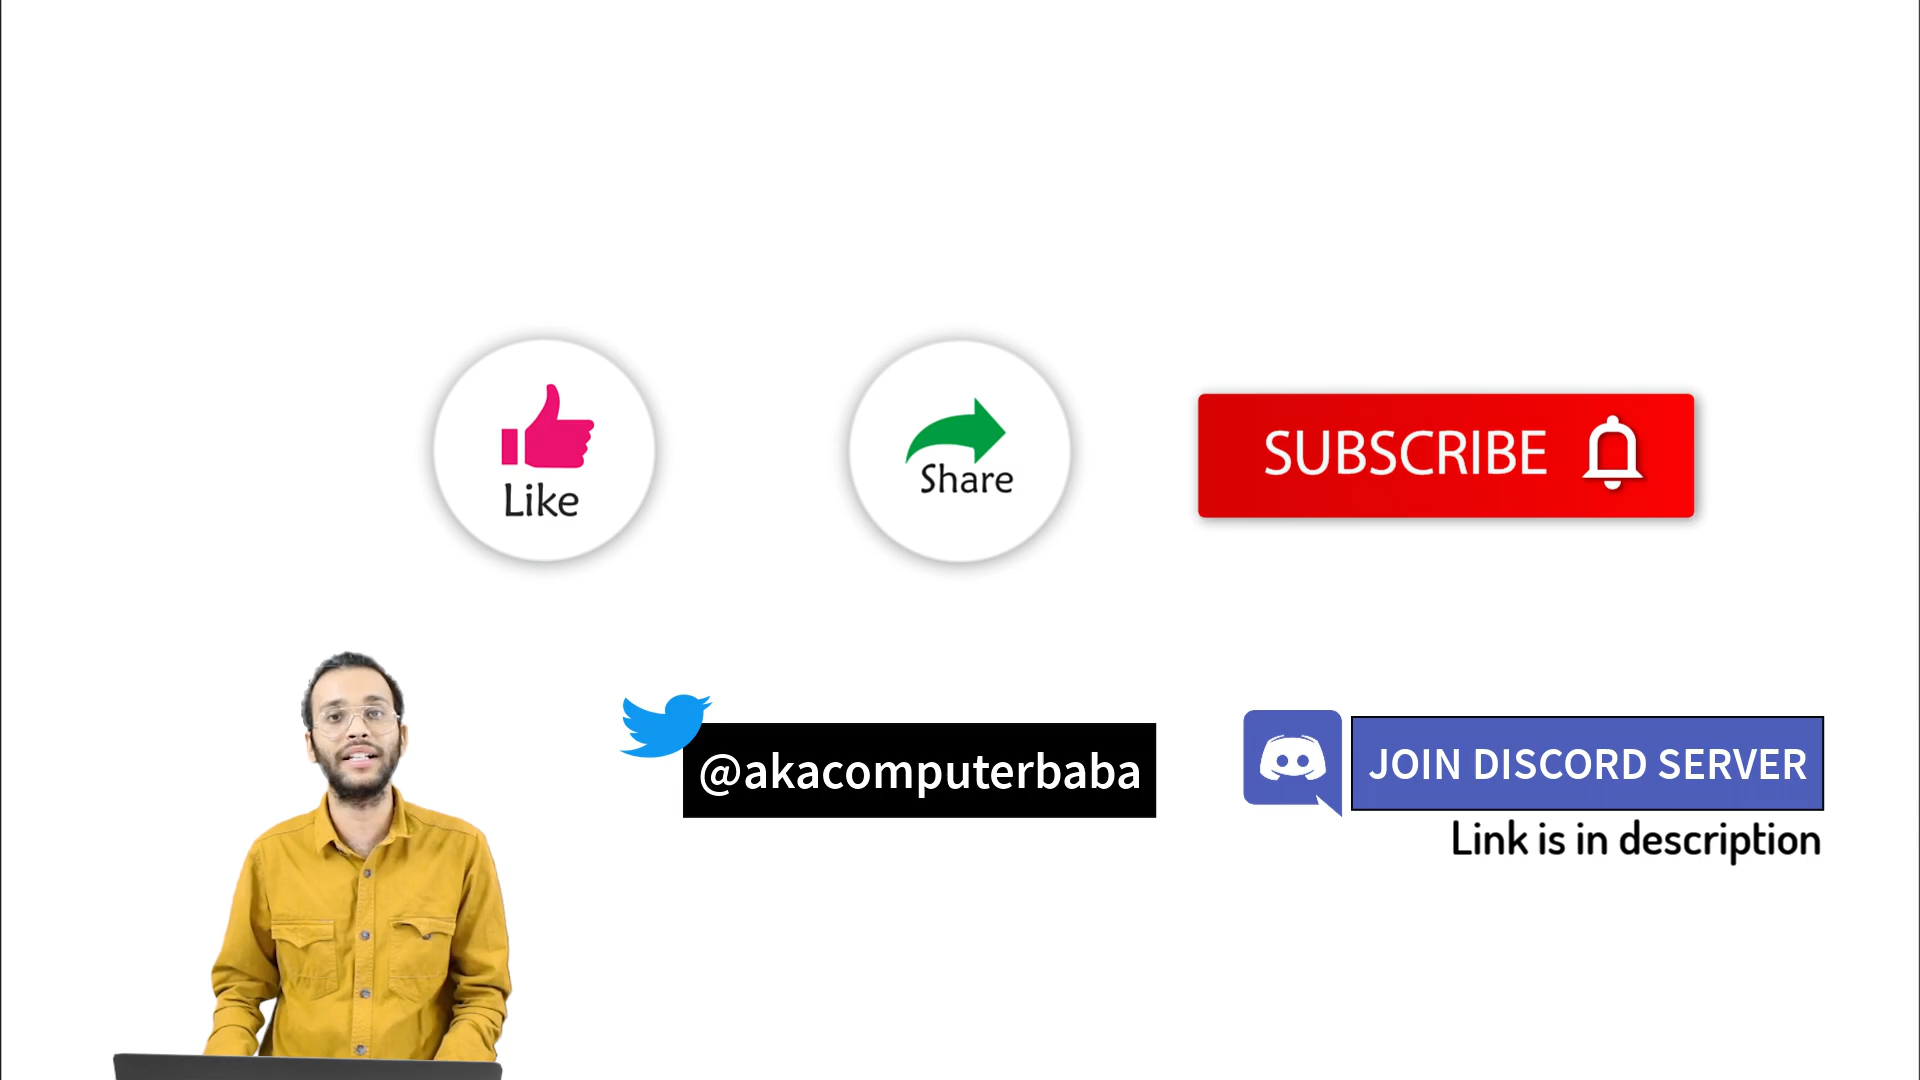 Like
Share
SUBSCRIBE
@akacomputerbaba
JOIN DISCORD SERVER
Link is in description